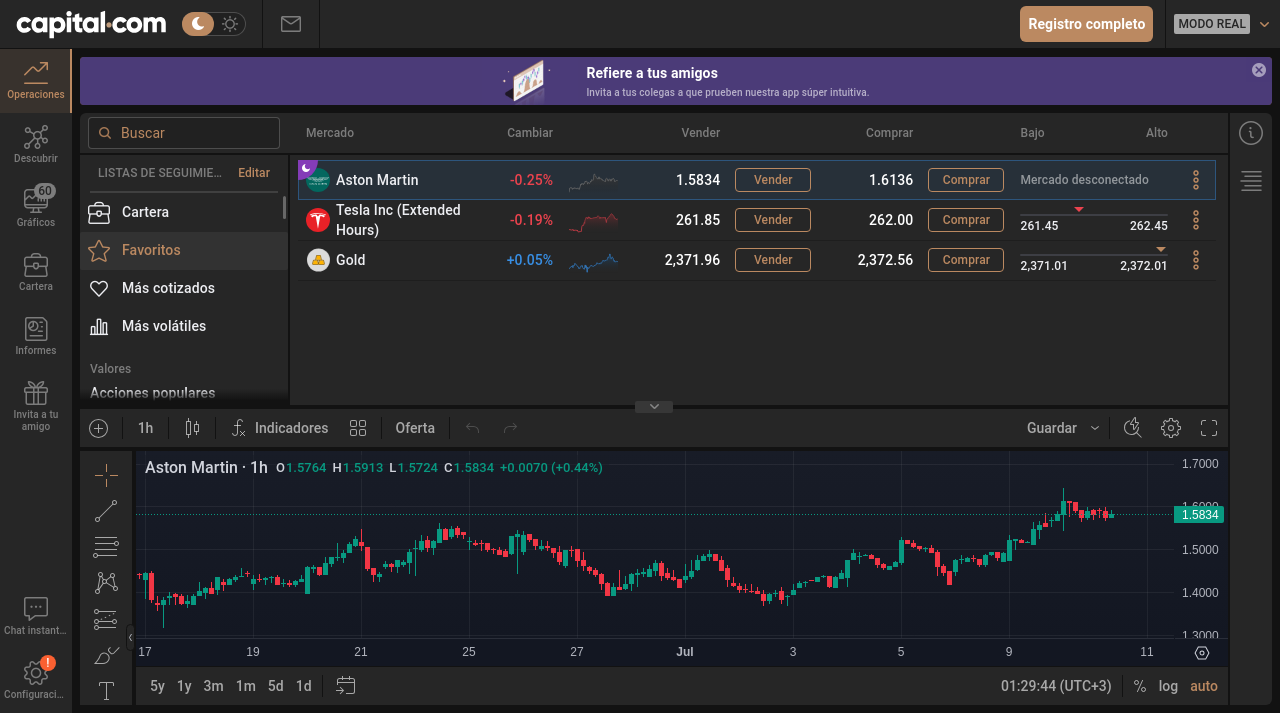 capital.com
Registro completo
MODO REAL
Operaciones
Refiere a tus amigos
Invita a tus colegas a que prueben nuestra app súper intuitiva.
Descubrir
60
Gráficos
Cartera
Informes
Invita a tu
amigo
Chat instant...
!
Configuraci...
Buscar
LISTAS DE SEGUIMIE...
Editar
Cartera
Favoritos
Más cotizados
Más volátiles
Valores
Acciones populares
Mercado Cambiar Vender Comprar Bajo Alto
Aston Martin -0.25% 1.5834 Vender 1.6136 Comprar Mercado desconectado
Tesla Inc (Extended
Hours) -0.19% 261.85 Vender 262.00 Comprar 261.45 262.45
Gold +0.05% 2,371.96 Vender 2,372.56 Comprar 2,371.01 2,372.01
1h Indicadores Oferta Guardar
Aston Martin · 1h O1.5764 H1.5913 L1.5724 C1.5834 +0.0070 (+0.44%)
1.7000
1.6000
1.5834
1.5000
1.4000
1.3000
17 19 21 25 27 Jul 3 5 9 11
5y 1y 3m 1m 5d 1d 01:29:44 (UTC+3) % log auto